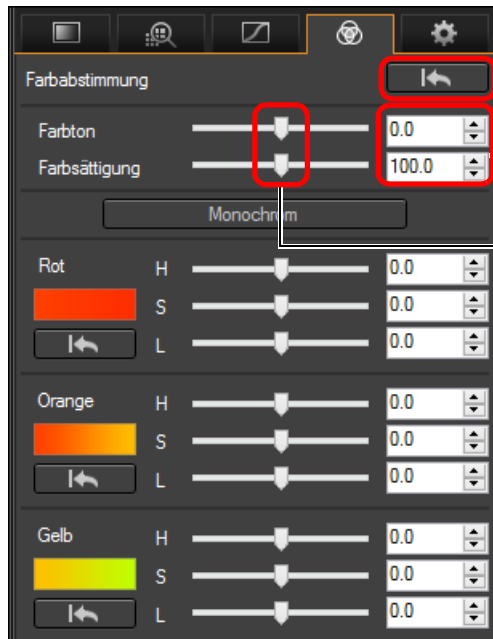 Farbabstimmung
Farbton 0.0
Farbsättigung 100.0
Monochrom
Rot H 0.0
S 0.0
L 0.0
Orange H 0.0
S 0.0
L 0.0
Gelb H 0.0
S 0.0
L 0.0